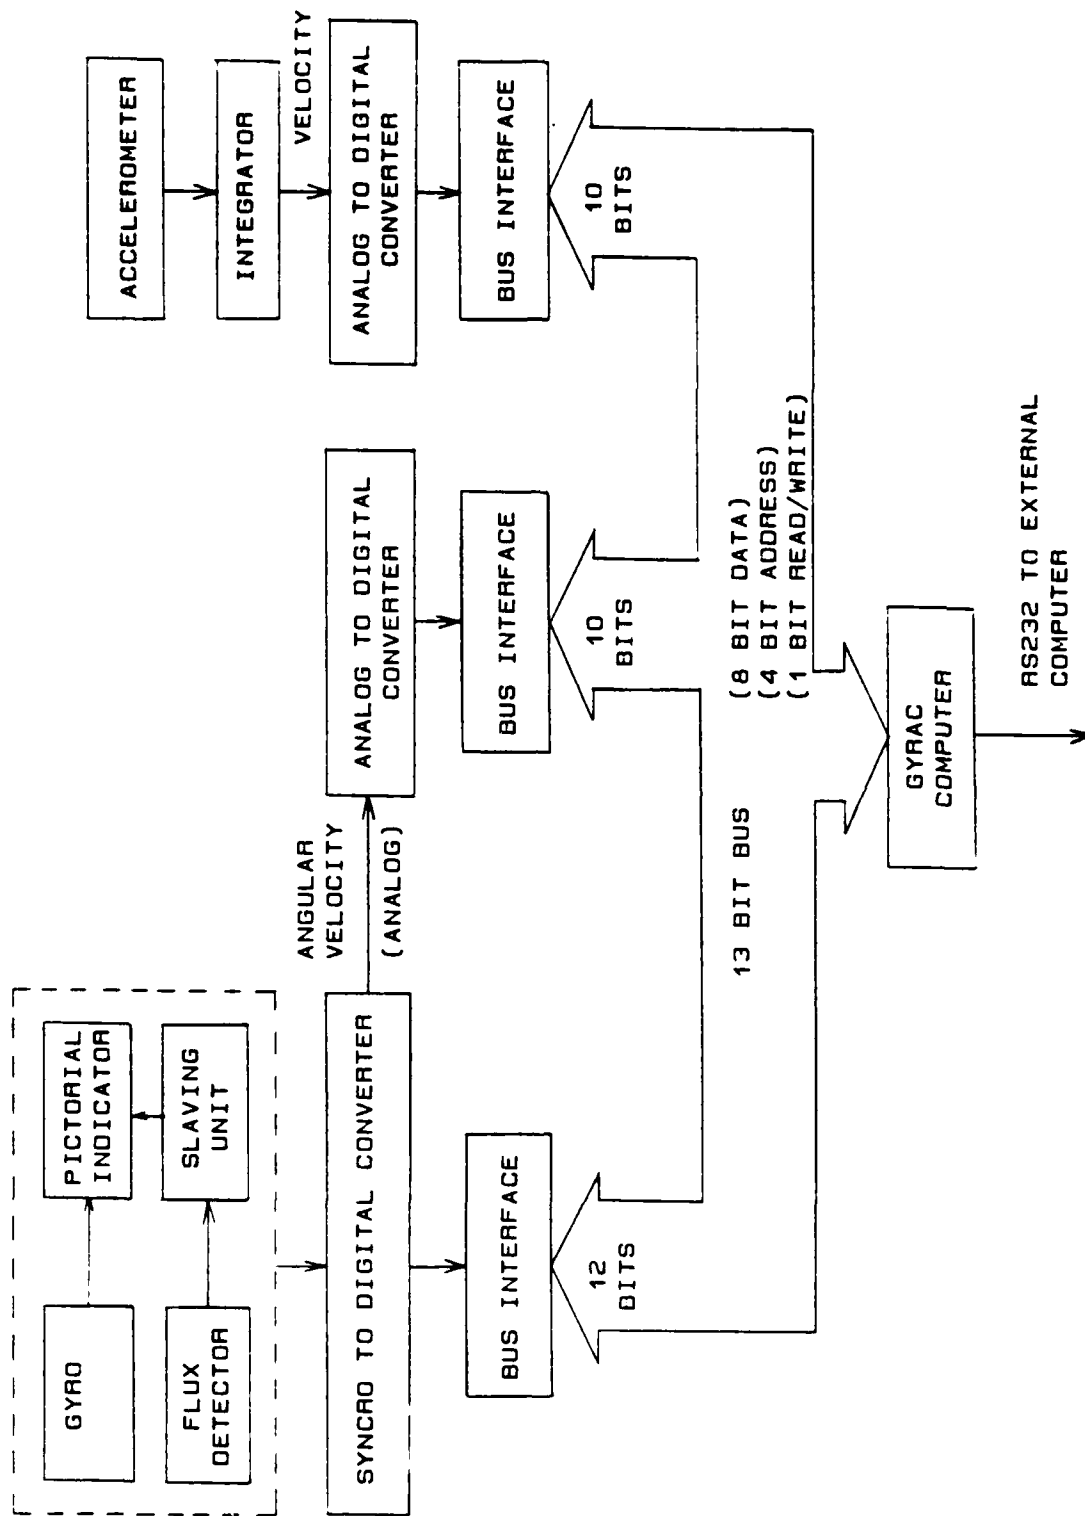 GYRO
PICTORIAL
INDICATOR
FLUX
DETECTOR
SLAVING
UNIT
SYNCRO TO DIGITAL CONVERTER
ANGULAR
VELOCITY
(ANALOG)
ANALOG TO DIGITAL
CONVERTER
ACCELEROMETER
INTEGRATOR
VELOCITY
ANALOG TO DIGITAL
CONVERTER
BUS INTERFACE
BUS INTERFACE
BUS INTERFACE
12
BITS
10
BITS
10
BITS
13 BIT BUS
(8 BIT DATA)
(4 BIT ADDRESS)
(1 BIT READ/WRITE)
GYRAC
COMPUTER
RS232 TO EXTERNAL
COMPUTER